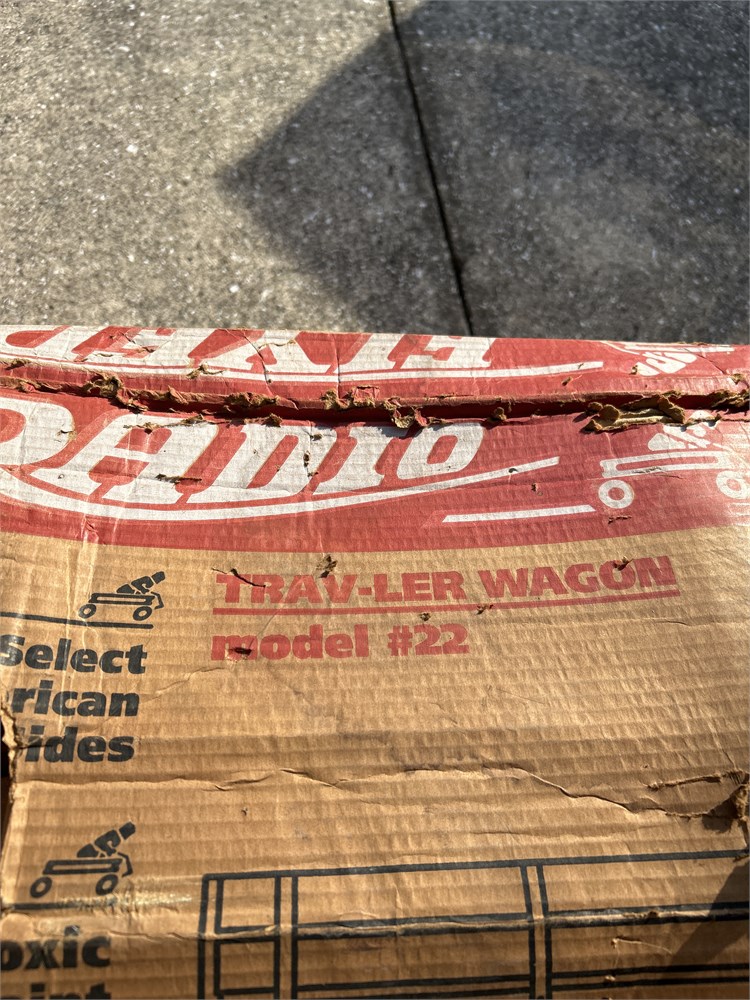 RADIO
TRAV-LER WAGON
model #22
Select
rican
ides
oxic